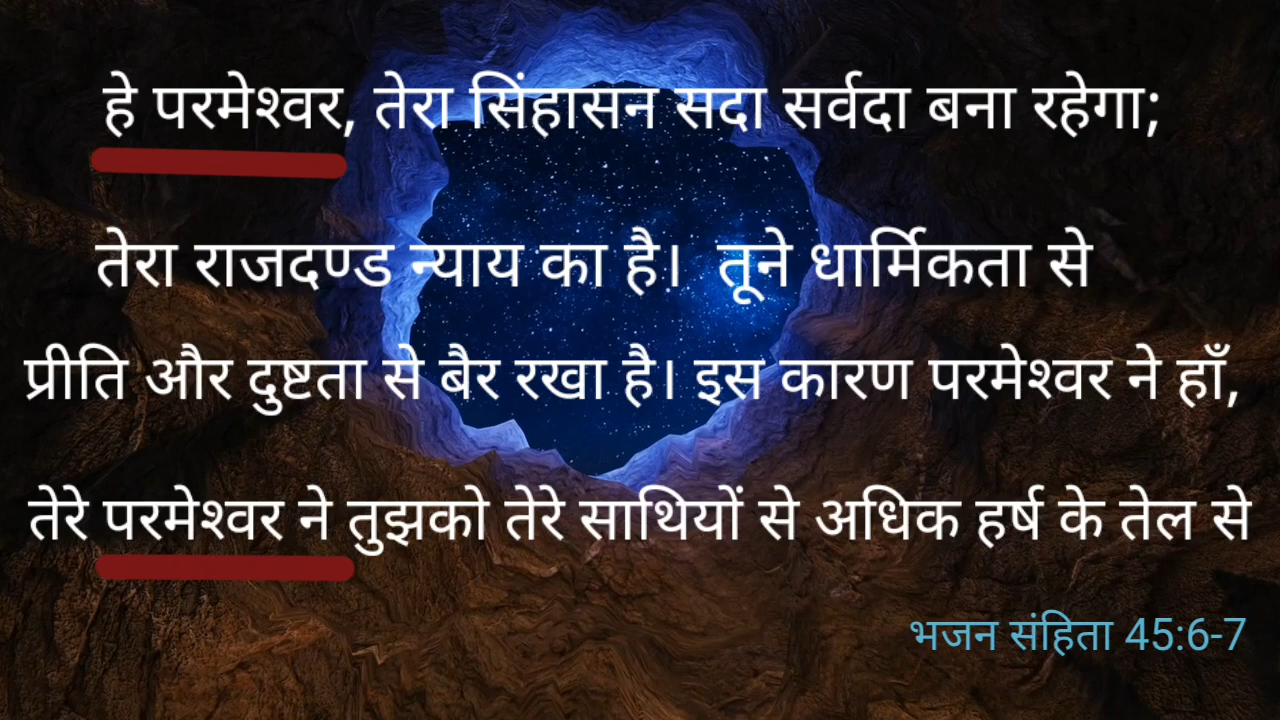 हे परमेश्वर, तेरा सिंहासन सदा सर्वदा बना रहेगा;
तेरा राजदण्ड न्याय का है। तूने धार्मिकता से
प्रीति और दुष्टता से बैर रखा है। इस कारण परमेश्वर ने हाँ,
तेरे परमेश्वर ने तुझको तेरे साथियों से अधिक हर्ष के तेल से
भजन संहिता 45:6-7